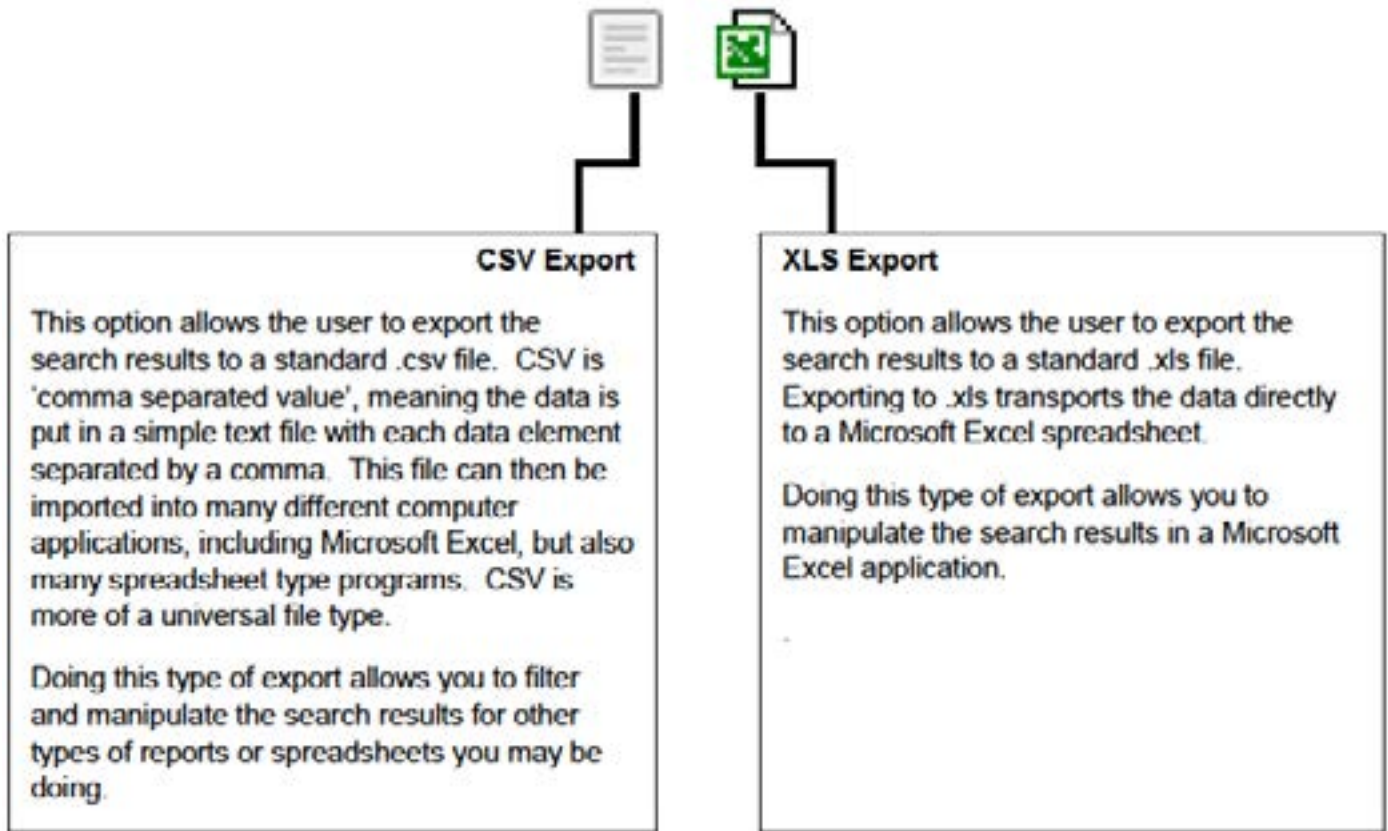 CSV Export
This option allows the user to export the
search results to a standard .csv file. CSV is
'comma separated value', meaning the data is
put in a simple text file with each data element
separated by a comma. This file can then be
imported into many different computer
applications, including Microsoft Excel, but also
many spreadsheet type programs. CSV is
more of a universal file type.
Doing this type of export allows you to filter
and manipulate the search results for other
types of reports or spreadsheets you may be
doing.
XLS Export
This option allows the user to export the
search results to a standard .xls file.
Exporting to .xls transports the data directly
to a Microsoft Excel spreadsheet.
Doing this type of export allows you to
manipulate the search results in a Microsoft
Excel application.
.